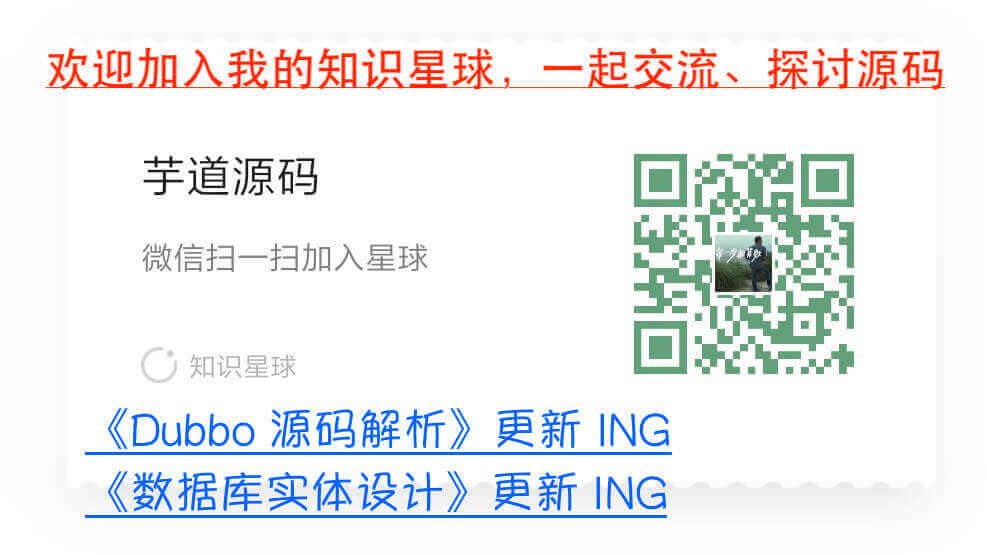 欢迎加入我的知识星球，一起交流、探讨源码
芋道源码
微信扫一扫加入星球
知识星球
《Dubbo 源码解析》更新 ING
《数据库实体设计》更新 ING